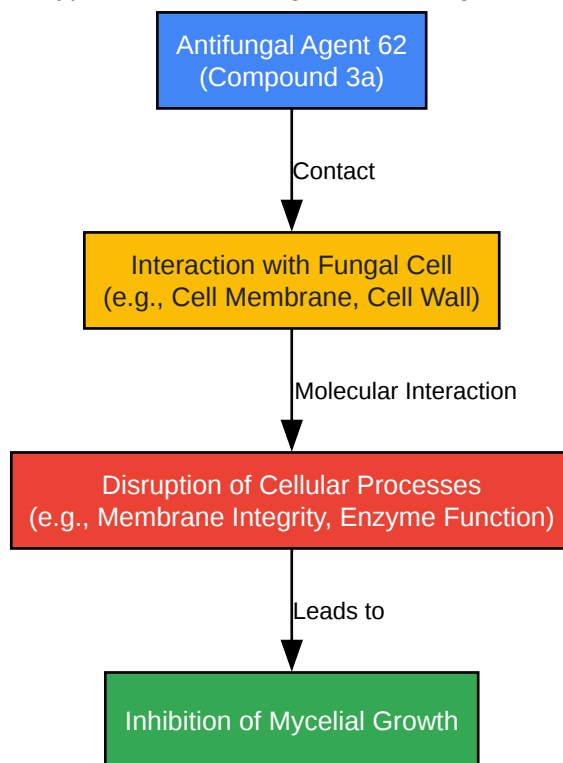 Antifungal Agent 62
(Compound 3a)
Contact
Interaction with Fungal Cell
(e.g., Cell Membrane, Cell Wall)
Molecular Interaction
Disruption of Cellular Processes
(e.g., Membrane Integrity, Enzyme Function)
Leads to
Inhibition of Mycelial Growth